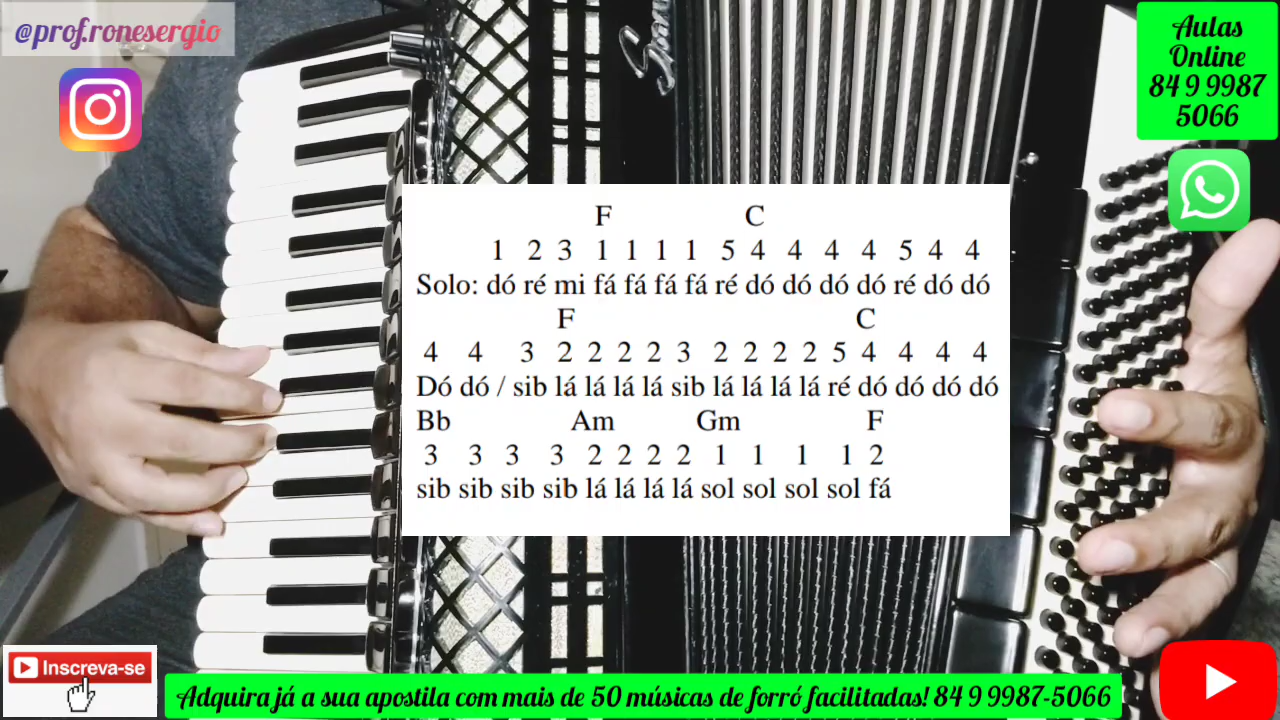 @prof.ronesergio
Aulas
Online
84 9 9987
5066
F C
1 2 3 1 1 1 1 5 4 4 4 4 5 4 4
Solo: dó ré mi fá fá fá fá ré dó dó dó dó ré dó dó
F C
4 4 3 2 2 2 2 3 2 2 2 2 5 4 4 4 4
Dó dó / sib lá lá lá lá sib lá lá lá lá ré dó dó dó dó
Bb Am Gm F
3 3 3 3 2 2 2 2 1 1 1 1 2
sib sib sib sib lá lá lá lá sol sol sol sol fá
Inscreva-se
Adquira já a sua apostila com mais de 50 músicas de forró facilitadas! 84 9 9987-5066